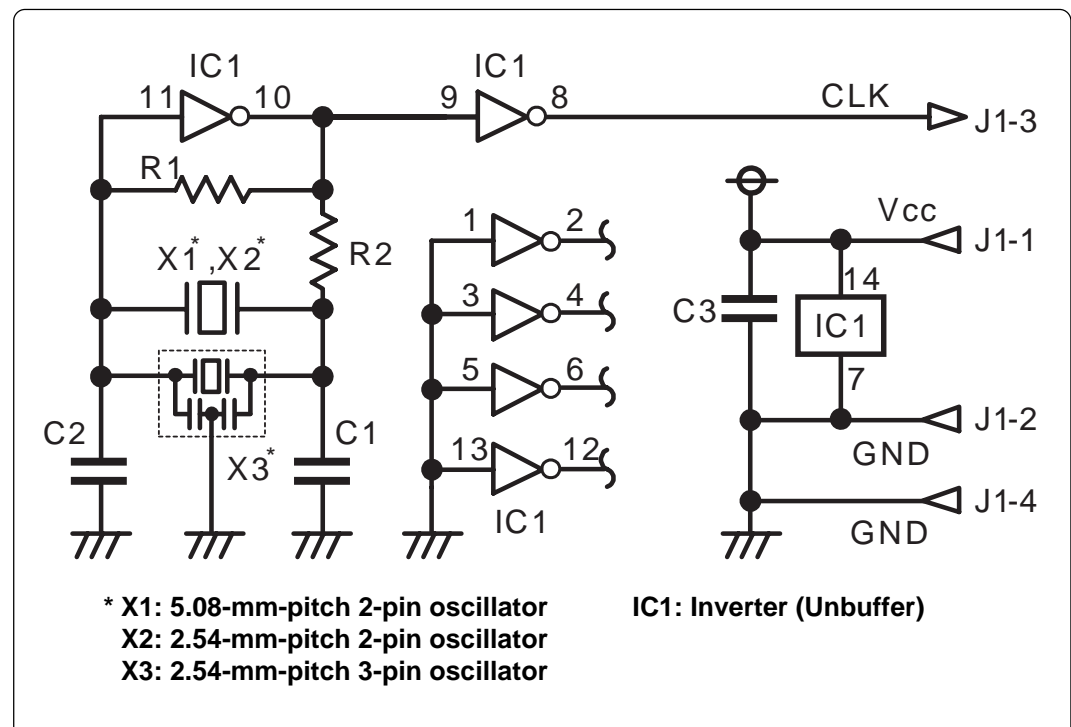 IC1 IC1
11 10 9 8 CLK J1-3
R1
X1*,X2* R2
1 2 Vcc J1-1
3 4 C3 14
IC1
5 6 7
C2 C1 J1-2
X3* 13 12 GND
IC1 J1-4
GND
* X1: 5.08-mm-pitch 2-pin oscillator IC1: Inverter (Unbuffer)
X2: 2.54-mm-pitch 2-pin oscillator
X3: 2.54-mm-pitch 3-pin oscillator